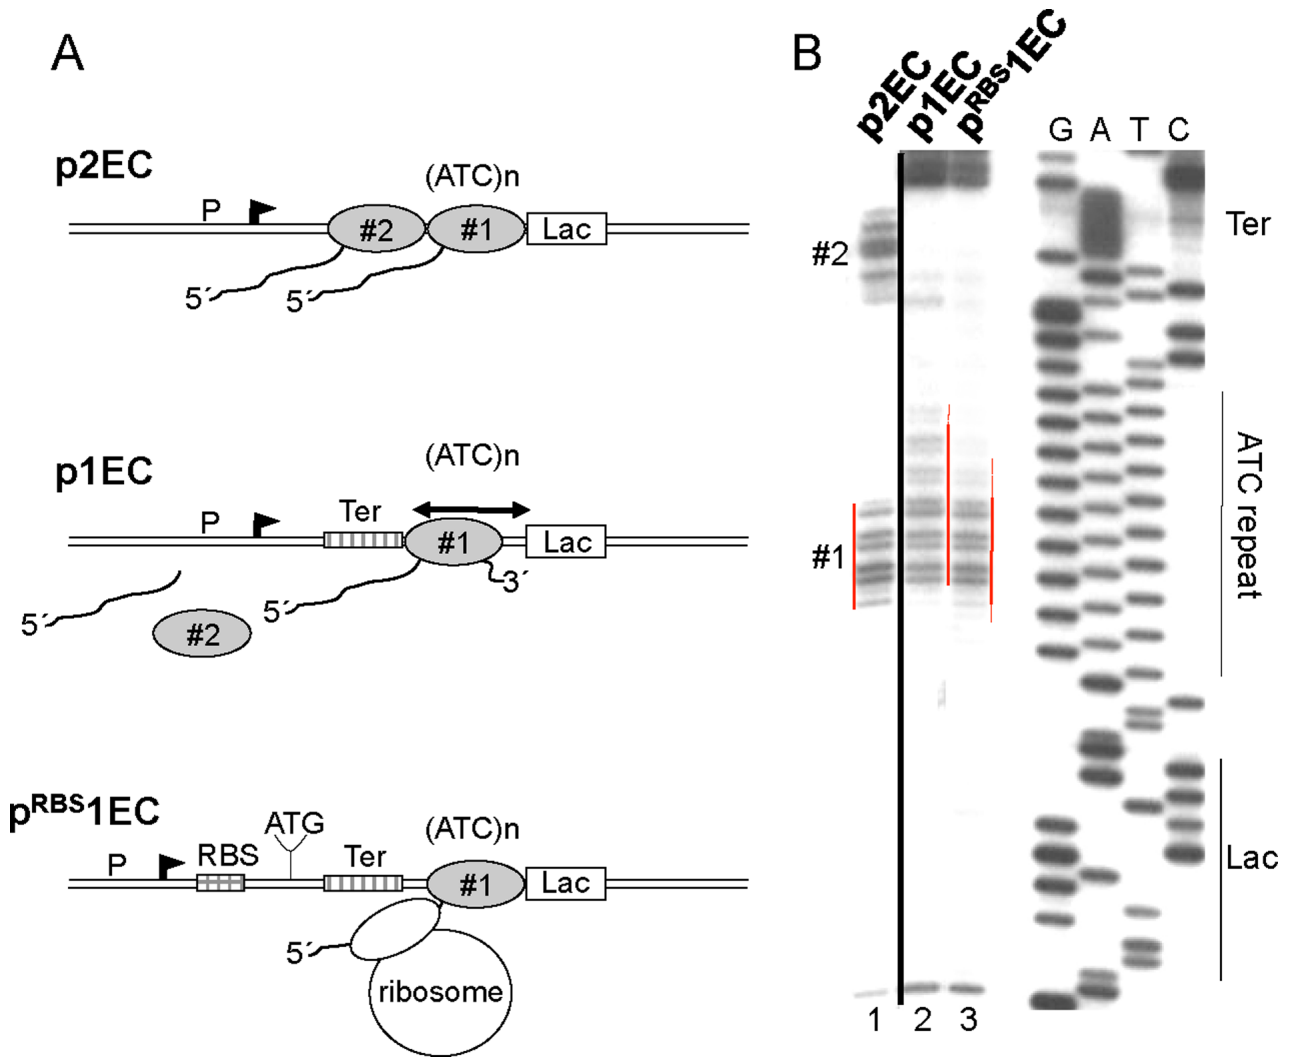 A
p2EC
(ATC)n
P
#2
#1
Lac
5´
5´
p1EC
(ATC)n
P
Ter
#1
Lac
3´
5´
5´
#2
pRBS1EC
ATG
(ATC)n
P
RBS
Ter
#1
Lac
5´
ribosome
B
p2EC
p1EC
pRBS1EC
G A T C
Ter
#2
ATC repeat
#1
Lac
1 2 3